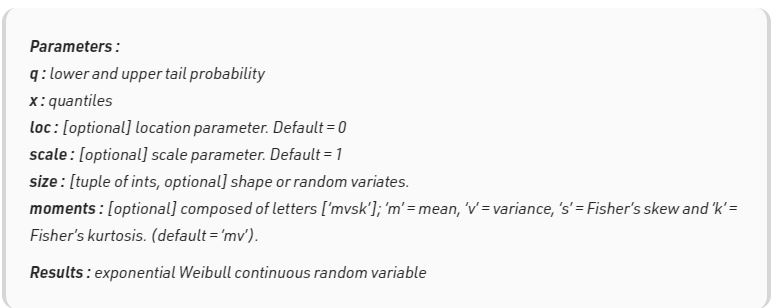 Parameters :
q : lower and upper tail probability
x : quantiles
loc : [optional] location parameter. Default = 0
scale : [optional] scale parameter. Default = 1
size : [tuple of ints, optional] shape or random variates.
moments : [optional] composed of letters [‘mvsk’]; ‘m’ = mean, ‘v’ = variance, ‘s’ = Fisher’s skew and ‘k’ =
Fisher’s kurtosis. (default = ‘mv’).
Results : exponential Weibull continuous random variable